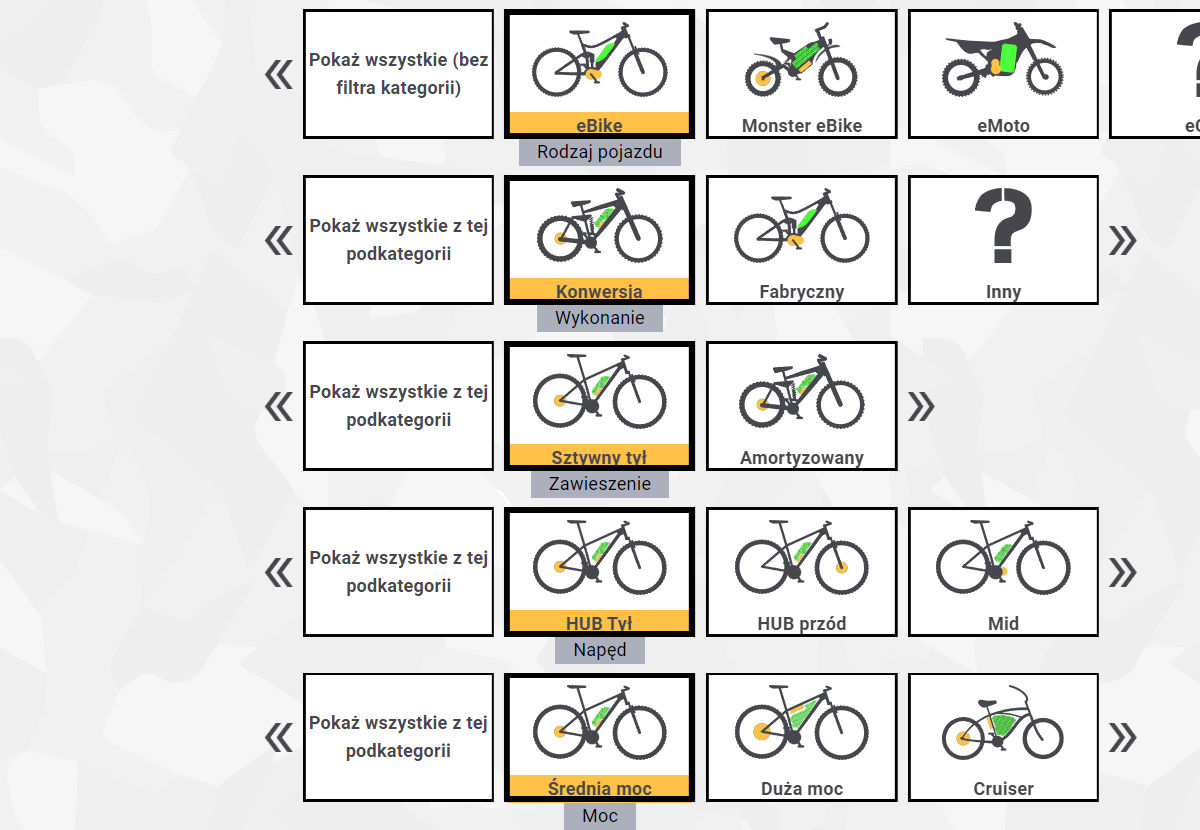 Pokaż wszystkie (bez
filtra kategorii)
eBike
Monster eBike
eMoto
Rodzaj pojazdu
Pokaż wszystkie z tej
podkategorii
Konwersja
Fabryczny
Inny
Wykonanie
Pokaż wszystkie z tej
podkategorii
Sztywny tył
Amortyzowany
Zawieszenie
Pokaż wszystkie z tej
podkategorii
HUB Tył
HUB przód
Mid
Napęd
Pokaż wszystkie z tej
podkategorii
Średnia moc
Duża moc
Cruiser
Moc